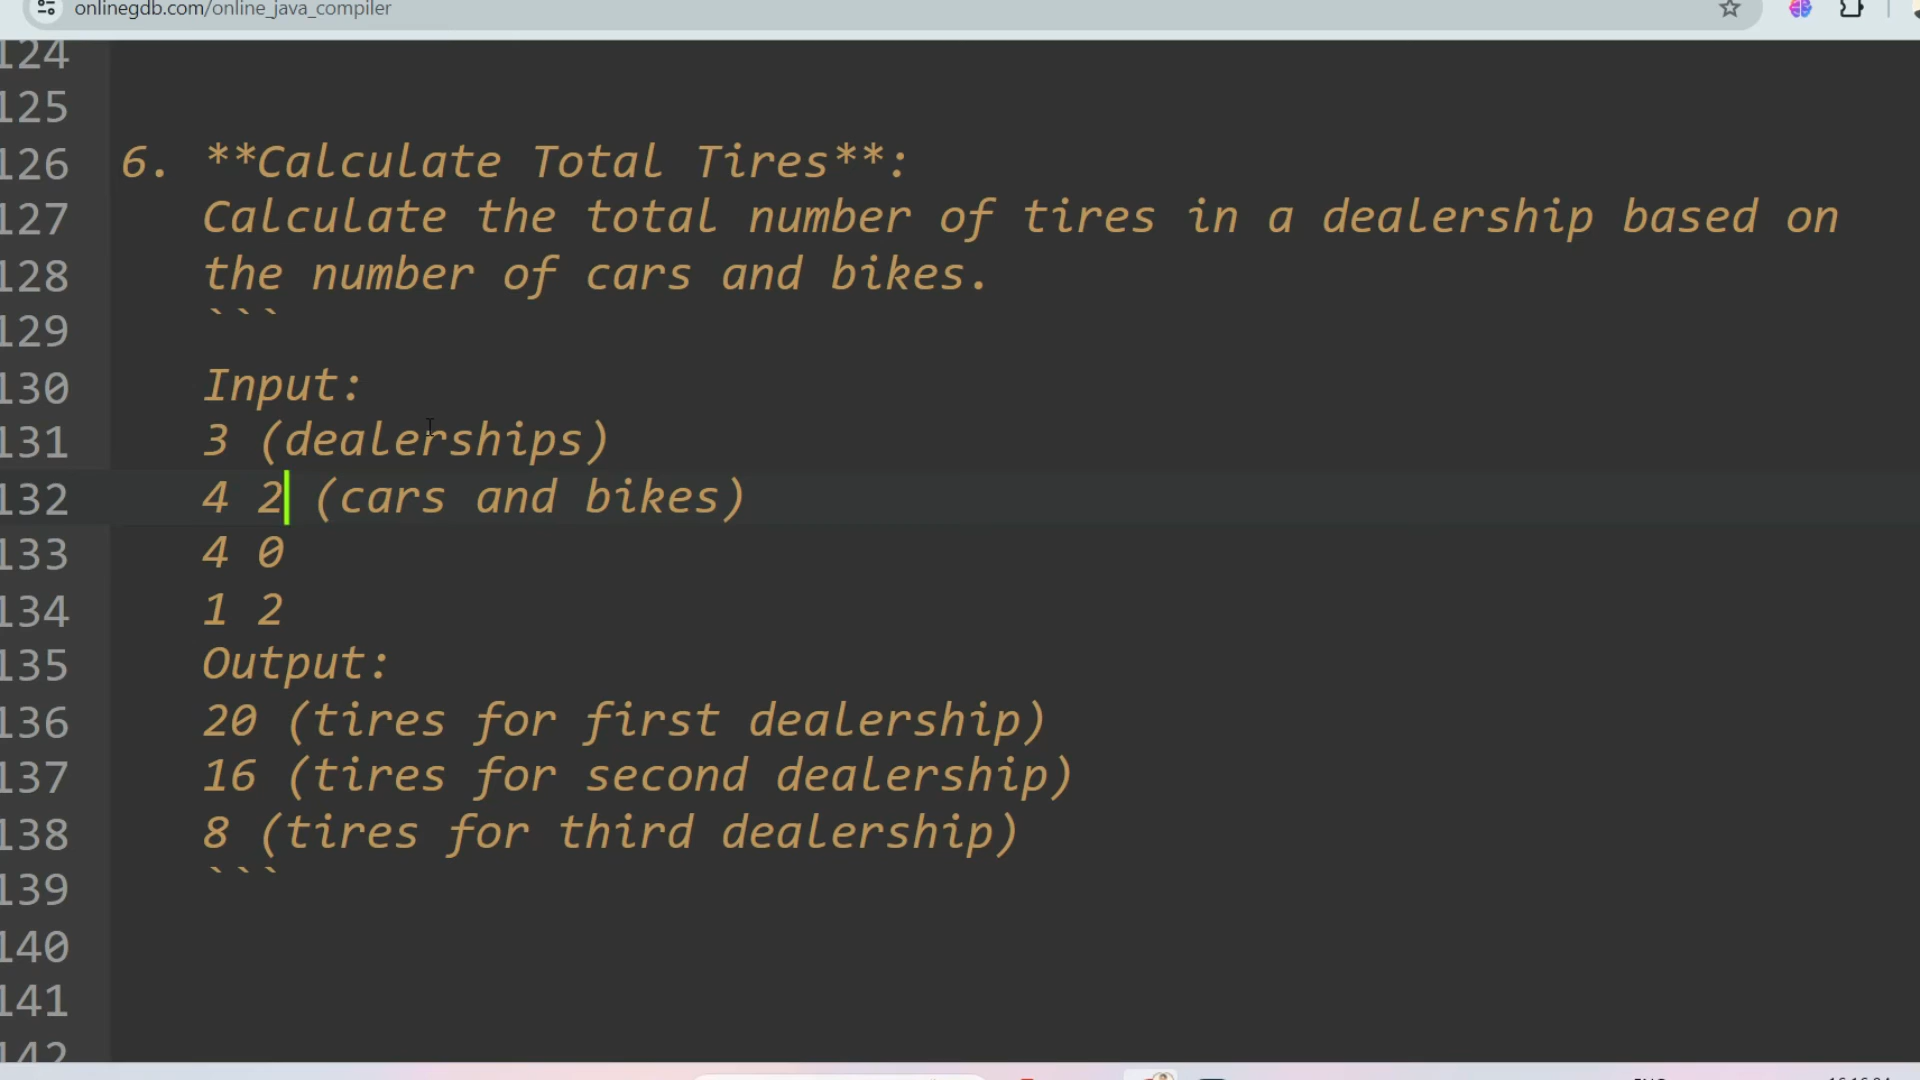 onlinegdb.com/online_java_compiler
124
125
126 6. **Calculate Total Tires**:
127 Calculate the total number of tires in a dealership based on
128 the number of cars and bikes.
129 ```
130 Input:
131 3 (dealerships)
132 4 2 (cars and bikes)
133 4 0
134 1 2
135 Output:
136 20 (tires for first dealership)
137 16 (tires for second dealership)
138 8 (tires for third dealership)
139 ```
140
141
142